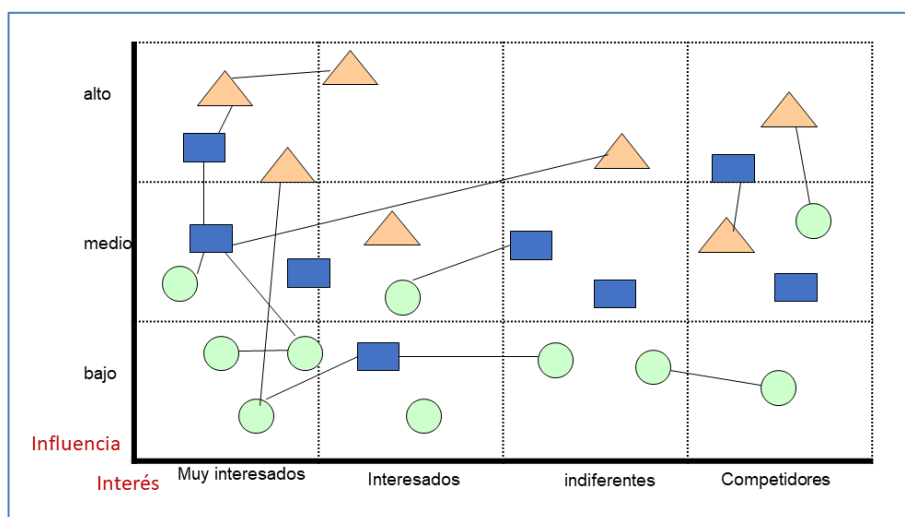 alto
medio
bajo
Influencia
Interés
Muy interesados
Interesados
indiferentes
Competidores